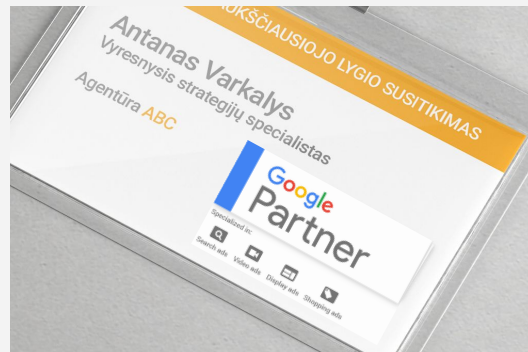 AUKŠČIAUSIOJO LYGIO SUSITIKIMAS
Antanas Varkalys
Vyresnysis strategijų specialistas
Agentūra ABC
Google
Partner
Specialized in:
Search ads
Video ads
Display ads
Shopping ads